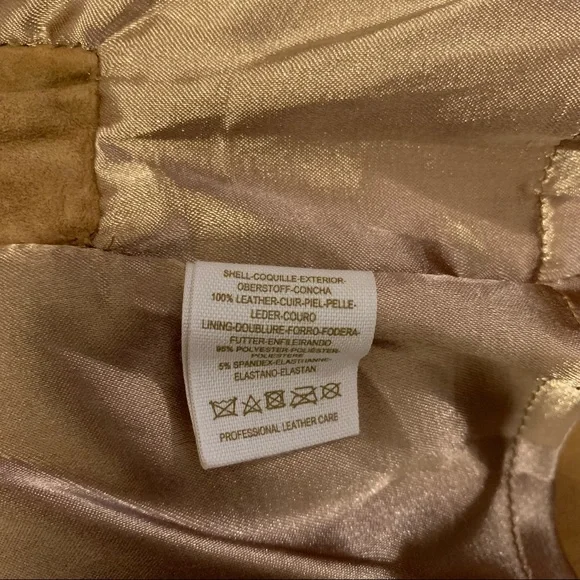 SHELL-COQUILLE-EXTERIOR-
OBERSTOFF-CONCHA
100% LEATHER-CUIR-PIEL-PELLE-
LEDER-COURO
LINING-DOUBLURE-FORRO-FODERA-
FUTTER-ENFILEIRANDO
95% POLYESTER-POLIESTER-
POLIESTERE
5% SPANDEX-ELASTHANNE-
ELASTANO-ELASTAN
PROFESSIONAL LEATHER CARE